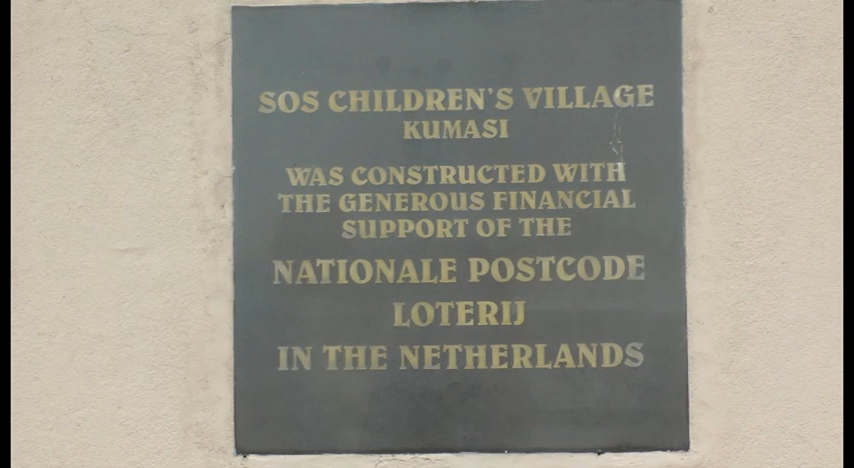 SOS CHILDREN'S VILLAGE
KUMASI
WAS CONSTRUCTED WITH
THE GENEROUS FINANCIAL
SUPPORT OF THE
NATIONALE POSTCODE
LOTERIJ
IN THE NETHERLANDS